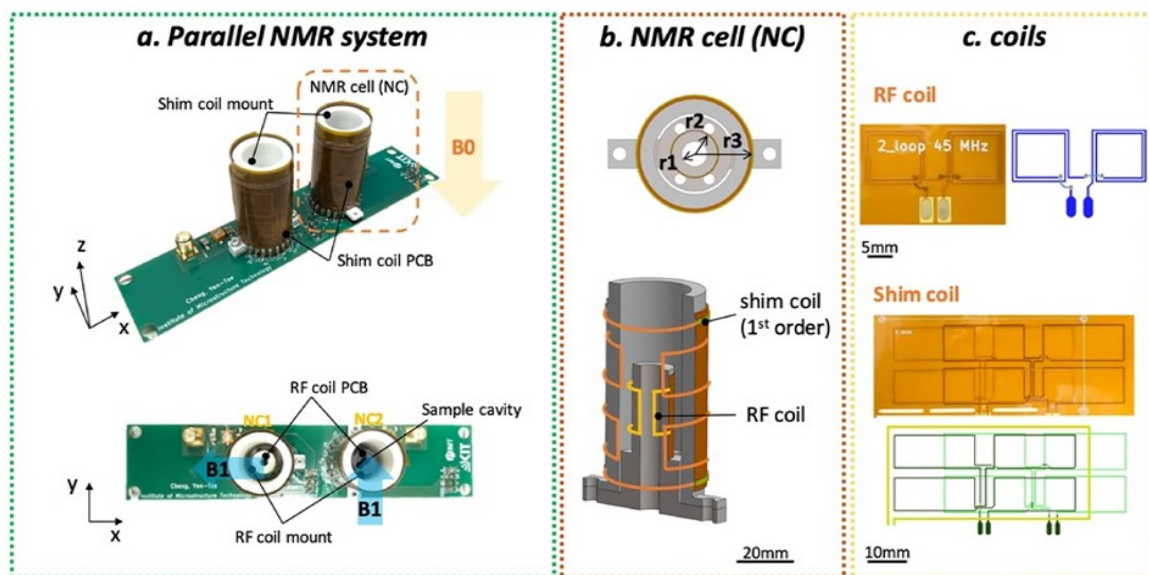 a. Parallel NMR system
NMR cell (NC)
Shim coil mount
B0
Shim coil PCB
Cheng, Yen-Tse
Institute of Microstructure Technology
KIT
z
y
x
RF coil PCB
Sample cavity
NC1
NC2
B1
B1
KIT
Institute of Microstructure Technology
y
x
RF coil mount
b. NMR cell (NC)
r2
r3
r1
shim coil
(1st order)
RF coil
20mm
c. coils
RF coil
2_loop 45 MHz
5mm
Shim coil
10mm